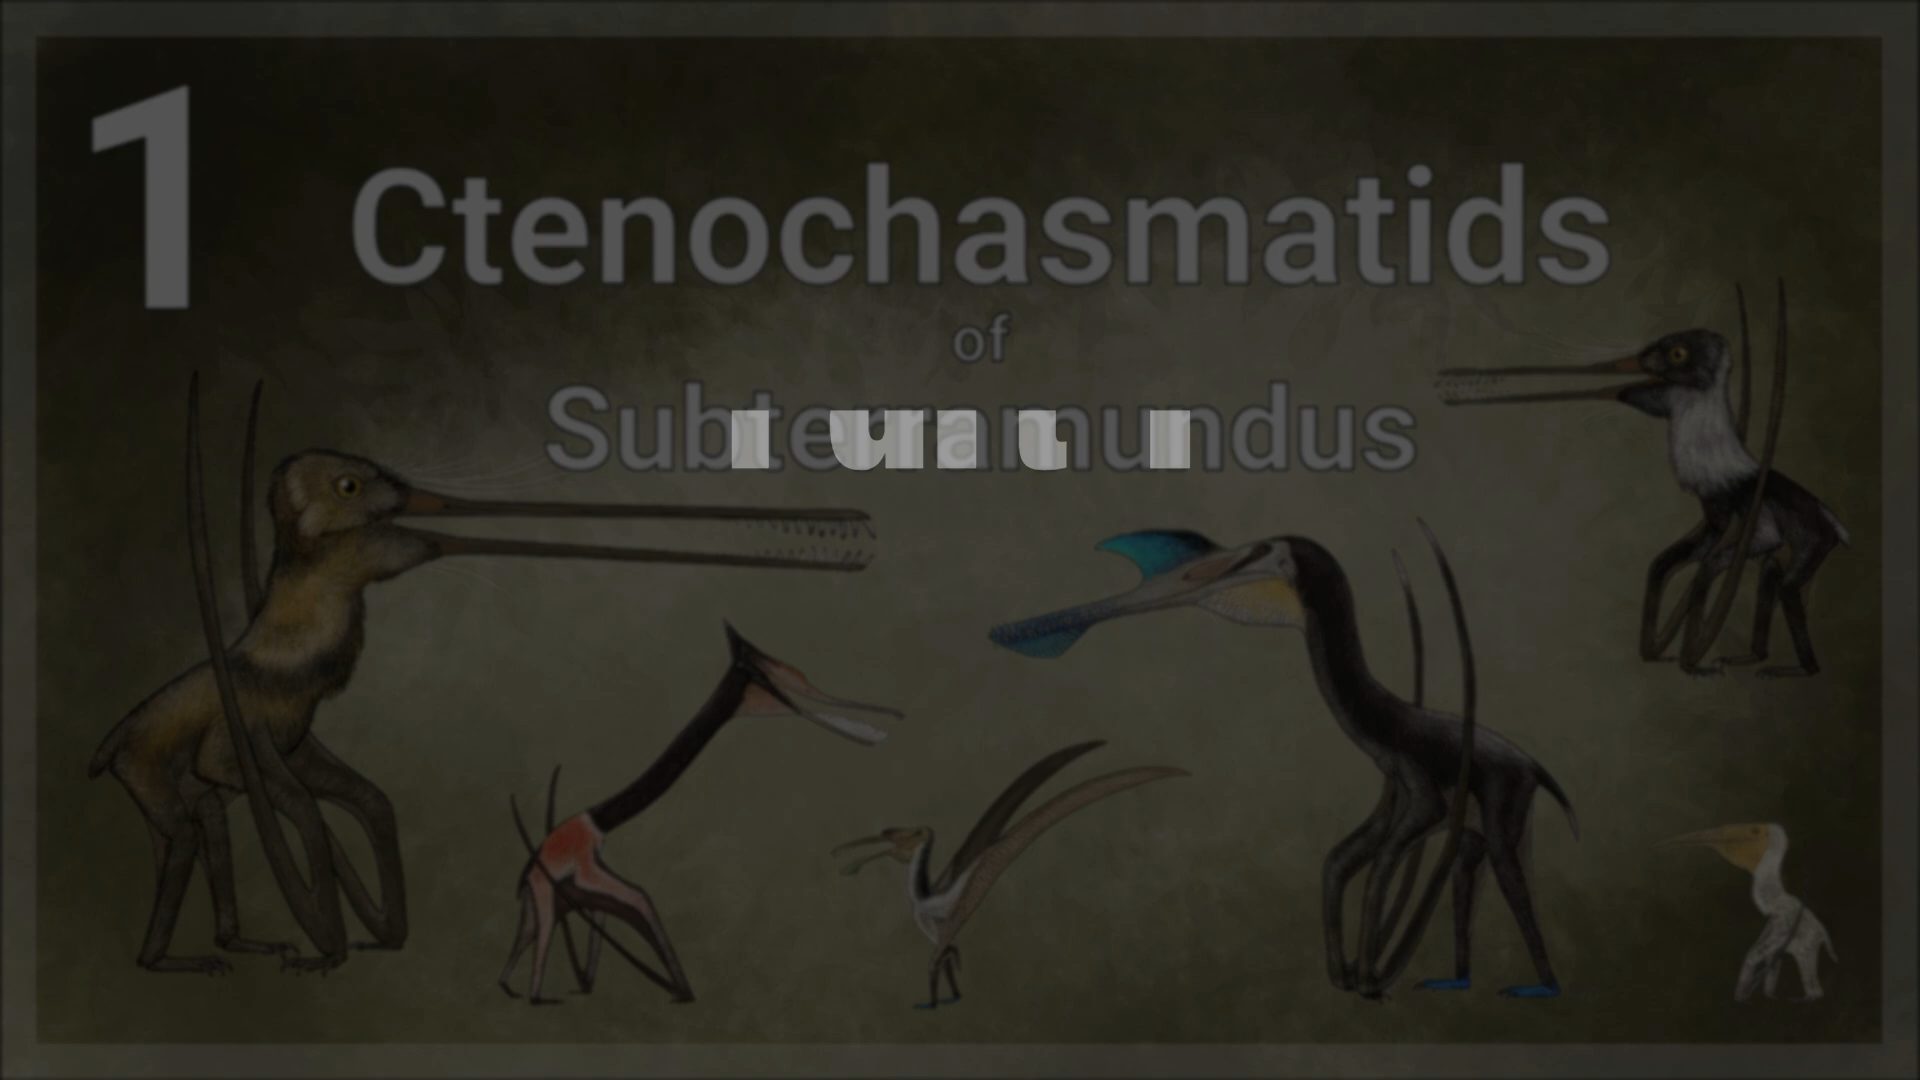 1
Ctenochasmatids
of
Subterramundus